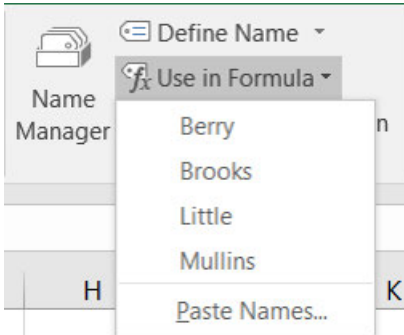 Define Name
fx Use in Formula
Name
Manager
Berry
n
Brooks
Little
Mullins
Paste Names...
H
K